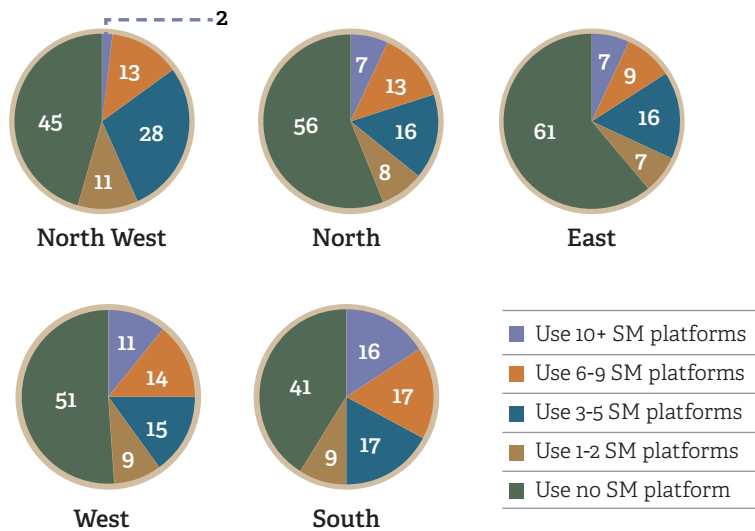 2
13
28
11
45
North West
7
13
16
8
56
North
7
9
16
7
61
East
11
14
15
9
51
West
16
17
17
9
41
South
Use 10+ SM platforms
Use 6-9 SM platforms
Use 3-5 SM platforms
Use 1-2 SM platforms
Use no SM platform